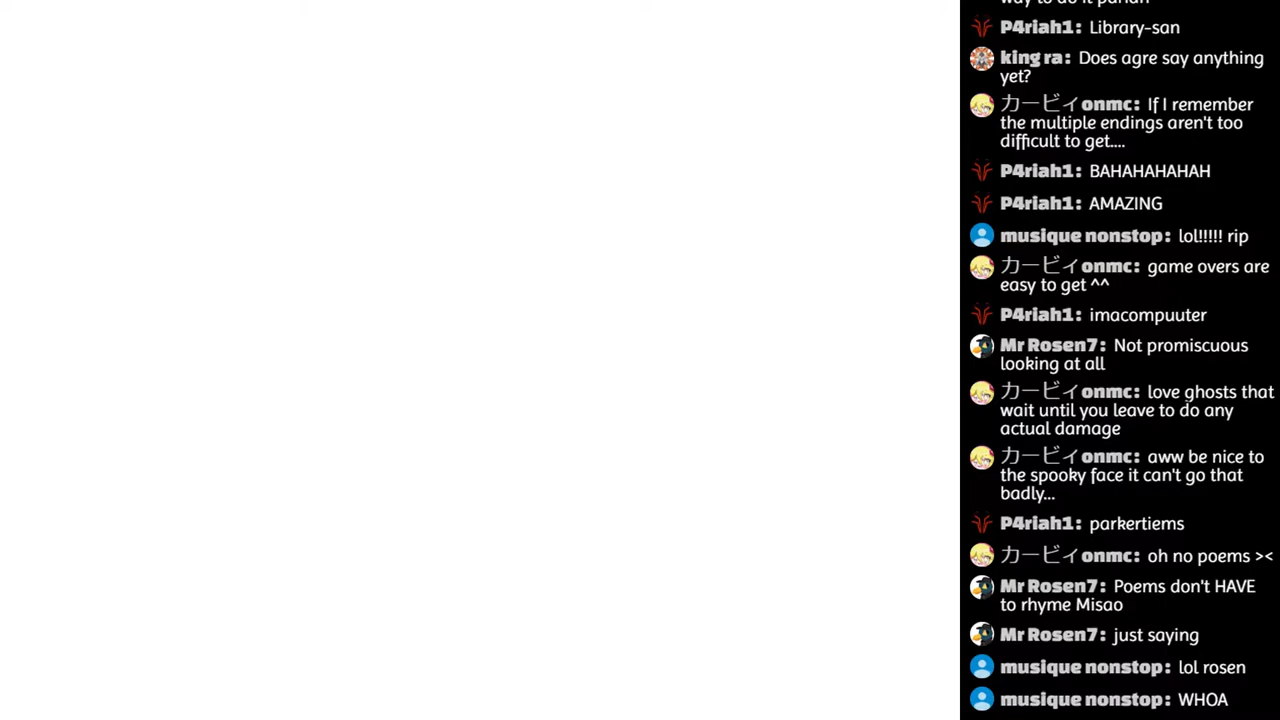 P4riah1: Library-san
king ra: Does agre say anything
yet?
カービィonmc: If I remember
the multiple endings aren't too
difficult to get....
P4riah1: BAHAHAHAHAH
P4riah1: AMAZING
musique nonstop: lol!!!!! rip
カービィonmc: game overs are
easy to get ^^
P4riah1: imacompuuter
Mr Rosen7: Not promiscuous
looking at all
カービィonmc: love ghosts that
wait until you leave to do any
actual damage
カービィonmc: aww be nice to
the spooky face it can't go that
badly...
P4riah1: parkertiems
カービィonmc: oh no poems ><
Mr Rosen7: Poems don't HAVE
to rhyme Misao
Mr Rosen7: just saying
musique nonstop: lol rosen
musique nonstop: WHOA